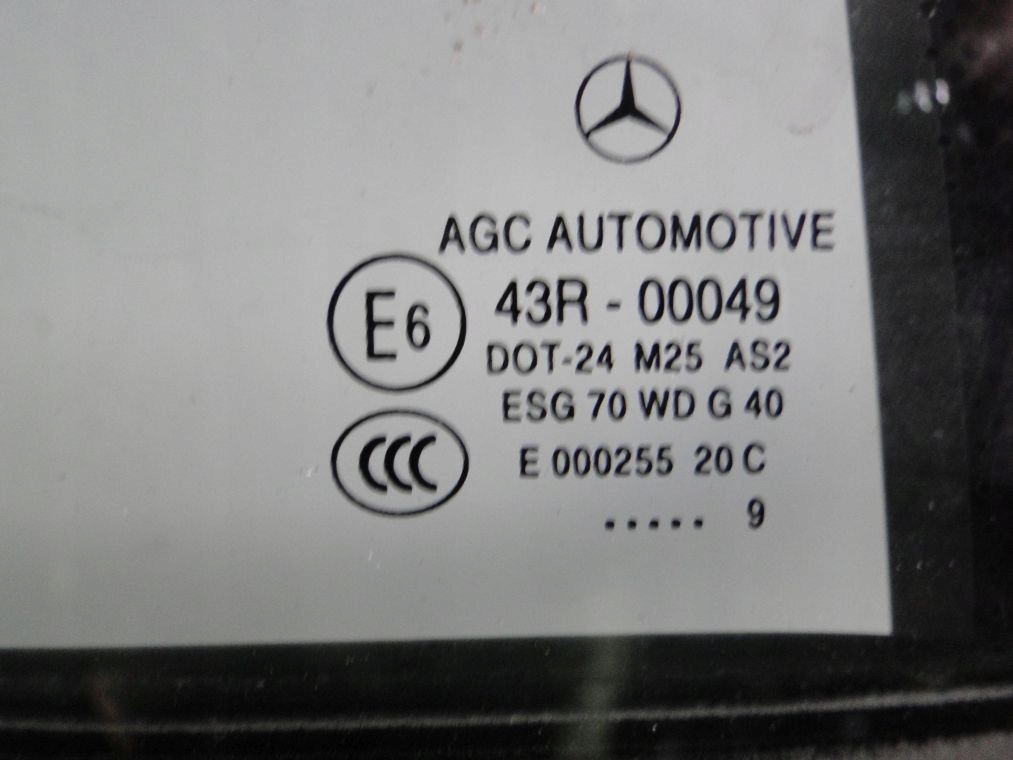 AGC AUTOMOTIVE
E6 43R - 00049
DOT-24 M25 AS2
ESG 70 WD G 40
CCC E 000255 20 C
..... 9